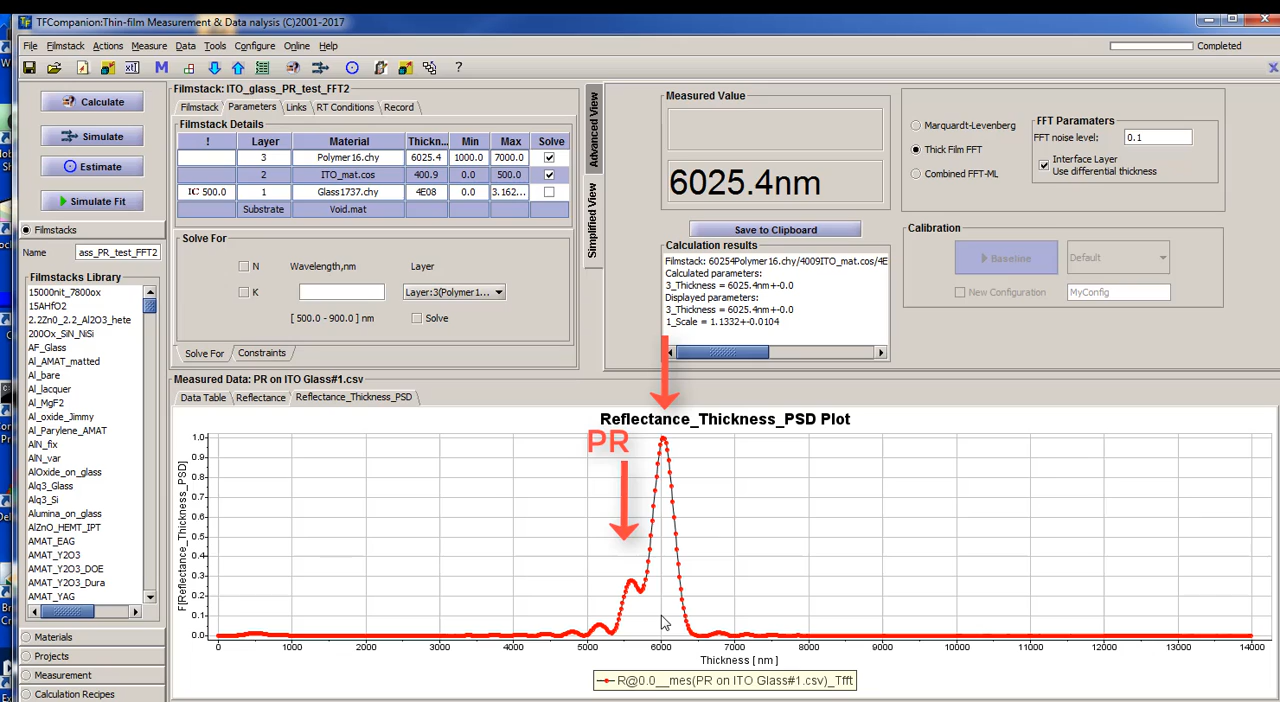 TFCompanion:Thin-film Measurement & Data nalysis (C)2001-2017
File Filmstack Actions Measure Data Tools Configure Online Help
Completed
Calculate
Simulate
Estimate
Simulate Fit
Filmstacks
Name ass_PR_test_FFT2
Filmstacks Library
15000nit_7800ox
15AHfO2
2.2Zn0_2.2_Al2O3_hete
200Ox_SiN_NiSi
AF_Glass
Al_AMAT_matted
Al_bare
Al_lacquer
Al_MgF2
Al_oxide_Jimmy
Al_Parylene_AMAT
AlN_fix
AlN_var
AlOxide_on_glass
Alq3_Glass
Alq3_Si
Alumina_on_glass
AlZnO_HEMT_IPT
AMAT_EAG
AMAT_Y2O3
AMAT_Y2O3_DOE
AMAT_Y2O3_Dura
AMAT_YAG
Materials
Projects
Measurement
Calculation Recipes
Filmstack: ITO_glass_PR_test_FFT2
Filmstack Parameters Links RT Conditions Record
Filmstack Details
! Layer Material Thickn... Min Max Solve
3 Polymer16.chy 6025.4 1000.0 7000.0
2 ITO_mat.cos 400.9 0.0 500.0
IC 500.0 1 Glass1737.chy 4E08 0.0 3.162...
Substrate Void.mat
Solve For
N Wavelength,nm Layer
K Layer:3(Polymer1...
[ 500.0 - 900.0 ] nm Solve
Solve For Constraints
Advanced View
Simplified View
Measured Value
6025.4nm
Save to Clipboard
Calculation results
Filmstack: 60254Polymer16.chy/4009ITO_mat.cos/4E
Calculated parameters:
3_Thickness = 6025.4nm+-0.0
Displayed parameters:
3_Thickness = 6025.4nm+-0.0
1_Scale = 1.1332+-0.0104
Marquardt-Levenberg
Thick Film FFT
Combined FFT-ML
FFT Paramaters
FFT noise level: 0.1
Interface Layer
Use differential thickness
Calibration
Baseline Default
New Configuration MyConfig
Measured Data: PR on ITO Glass#1.csv
Data Table Reflectance Reflectance_Thickness_PSD
Reflectance_Thickness_PSD Plot
PR
F[Reflectance_Thickness_PSD]
1.0
0.9
0.8
0.7
0.6
0.5
0.4
0.3
0.2
0.1
0.0
0 1000 2000 3000 4000 5000 6000 7000 8000 9000 10000 11000 12000 13000 14000
Thickness [ nm ]
R@0.0__mes(PR on ITO Glass#1.csv)_Tfft